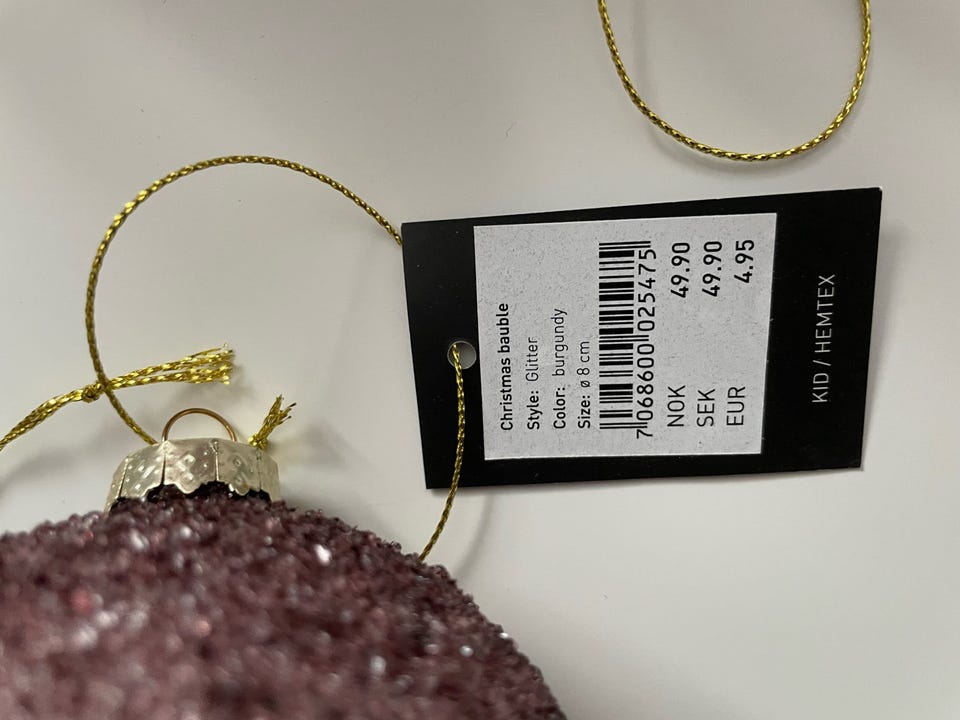 Christmas bauble
Style: Glitter
Color: burgundy
Size: ø 8 cm
7068600025475
NOK 49.90
SEK 49.90
EUR 4.95
KID / HEMTEX